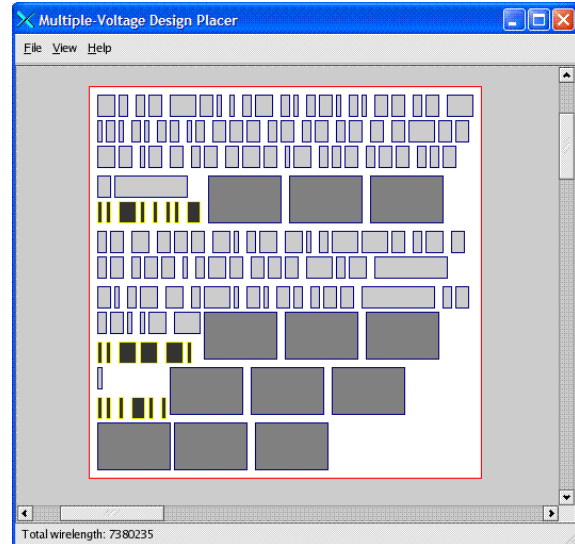 Multiple-Voltage Design Placer
File View Help
Total wirelength: 7380235